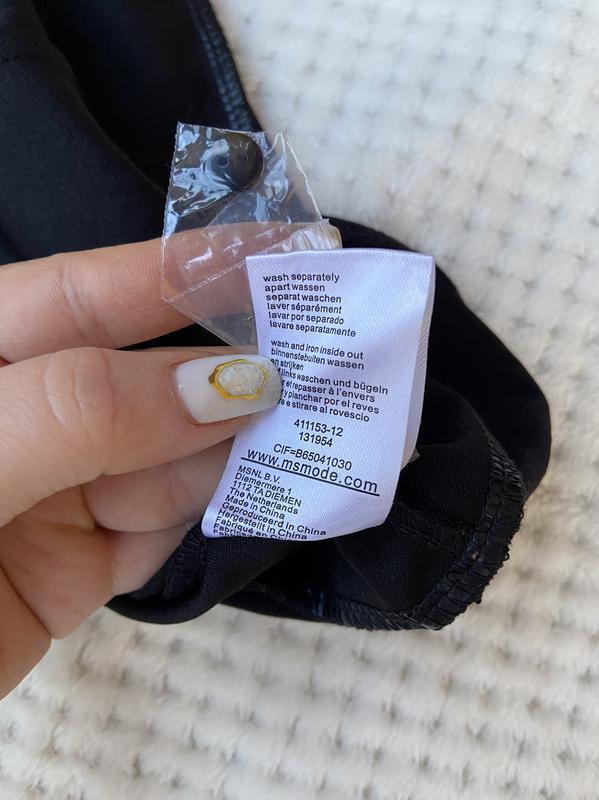 wash separately
apart wassen
separat waschen
laver séparément
lavar por separado
lavare separatamente
wash and iron inside out
binnenstebuiten wassen
en strijken
links waschen und bügeln
r et repasser à l'envers
y planchar por el reves
e e stirare al rovescio
411153-12
131954
CIF=B65041030
www.msmode.com
MSNL B.V.
Diemermere 1
1112 TA DIEMEN
The Netherlands
Made in China
Geproduceerd in China
Hergestellt in China
Fabriqué en China